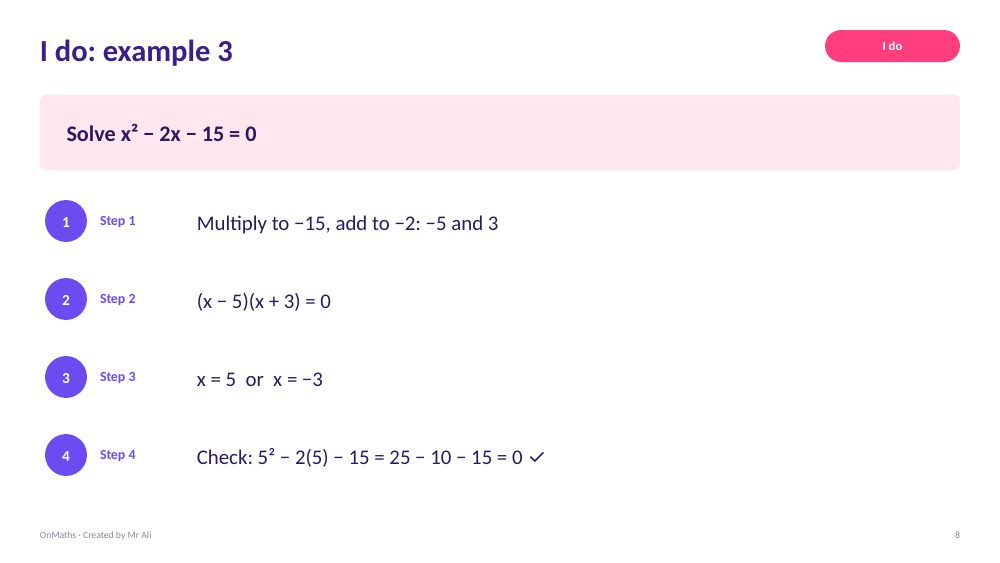 I do: example 3
I do
Solve x² − 2x − 15 = 0
1 Step 1 Multiply to −15, add to −2: −5 and 3
2 Step 2 (x − 5)(x + 3) = 0
3 Step 3 x = 5 or x = −3
4 Step 4 Check: 5² − 2(5) − 15 = 25 − 10 − 15 = 0 ✓
OnMaths · Created by Mr Ali
8